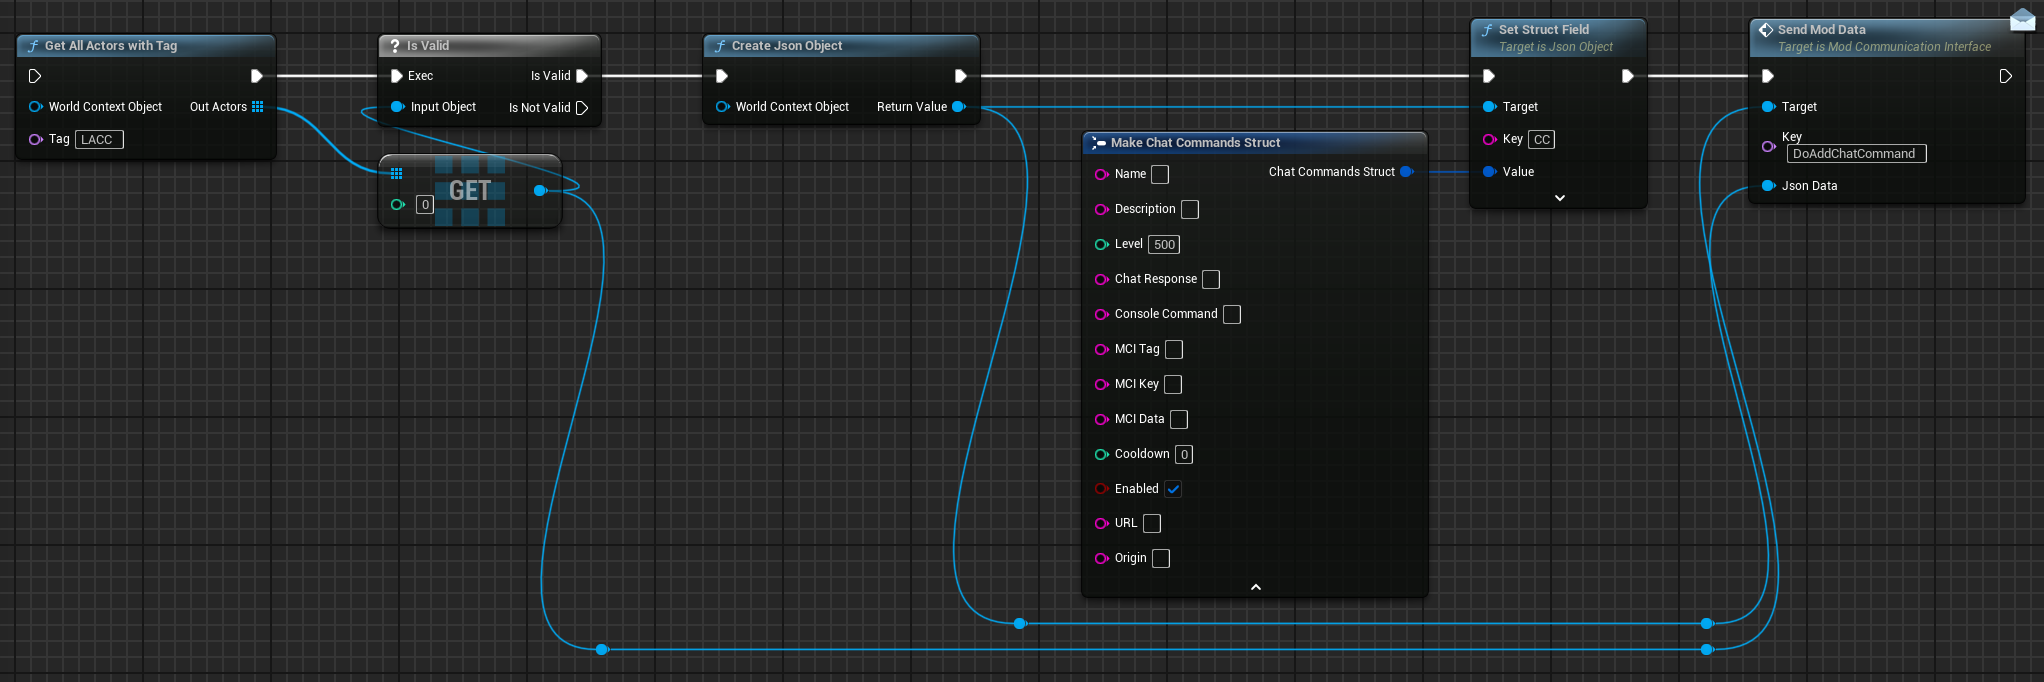 Get All Actors with Tag
World Context Object
Out Actors
Tag
LACC
? Is Valid
Exec
Is Valid
Input Object
Is Not Valid
GET
0
Create Json Object
World Context Object
Return Value
Make Chat Commands Struct
Name
Chat Commands Struct
Description
Level
500
Chat Response
Console Command
MCI Tag
MCI Key
MCI Data
Cooldown
0
Enabled
URL
Origin
Set Struct Field
Target is Json Object
Target
Key
CC
Value
Send Mod Data
Target is Mod Communication Interface
Target
Key
DoAddChatCommand
Json Data